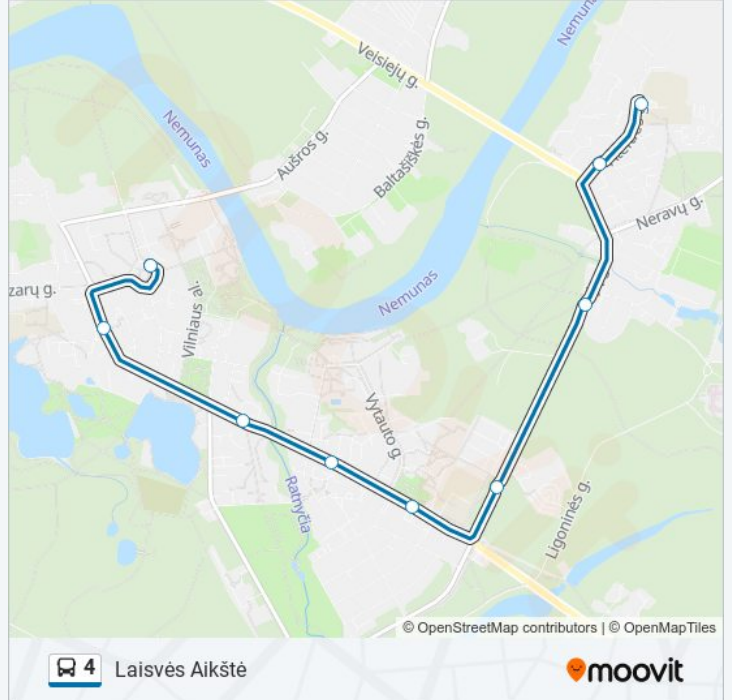 Nemuna
Veisiejų g.
Nemunas
Aušros g.
Baltašiškės g.
Neravų g.
Nemunas
zarų g.
Vilniaus al.
Vytauto g.
Ratnyčia
Ligoninės g.
© OpenStreetMap contributors | © OpenMapTiles
4 Laisvės Aikštė
moovit